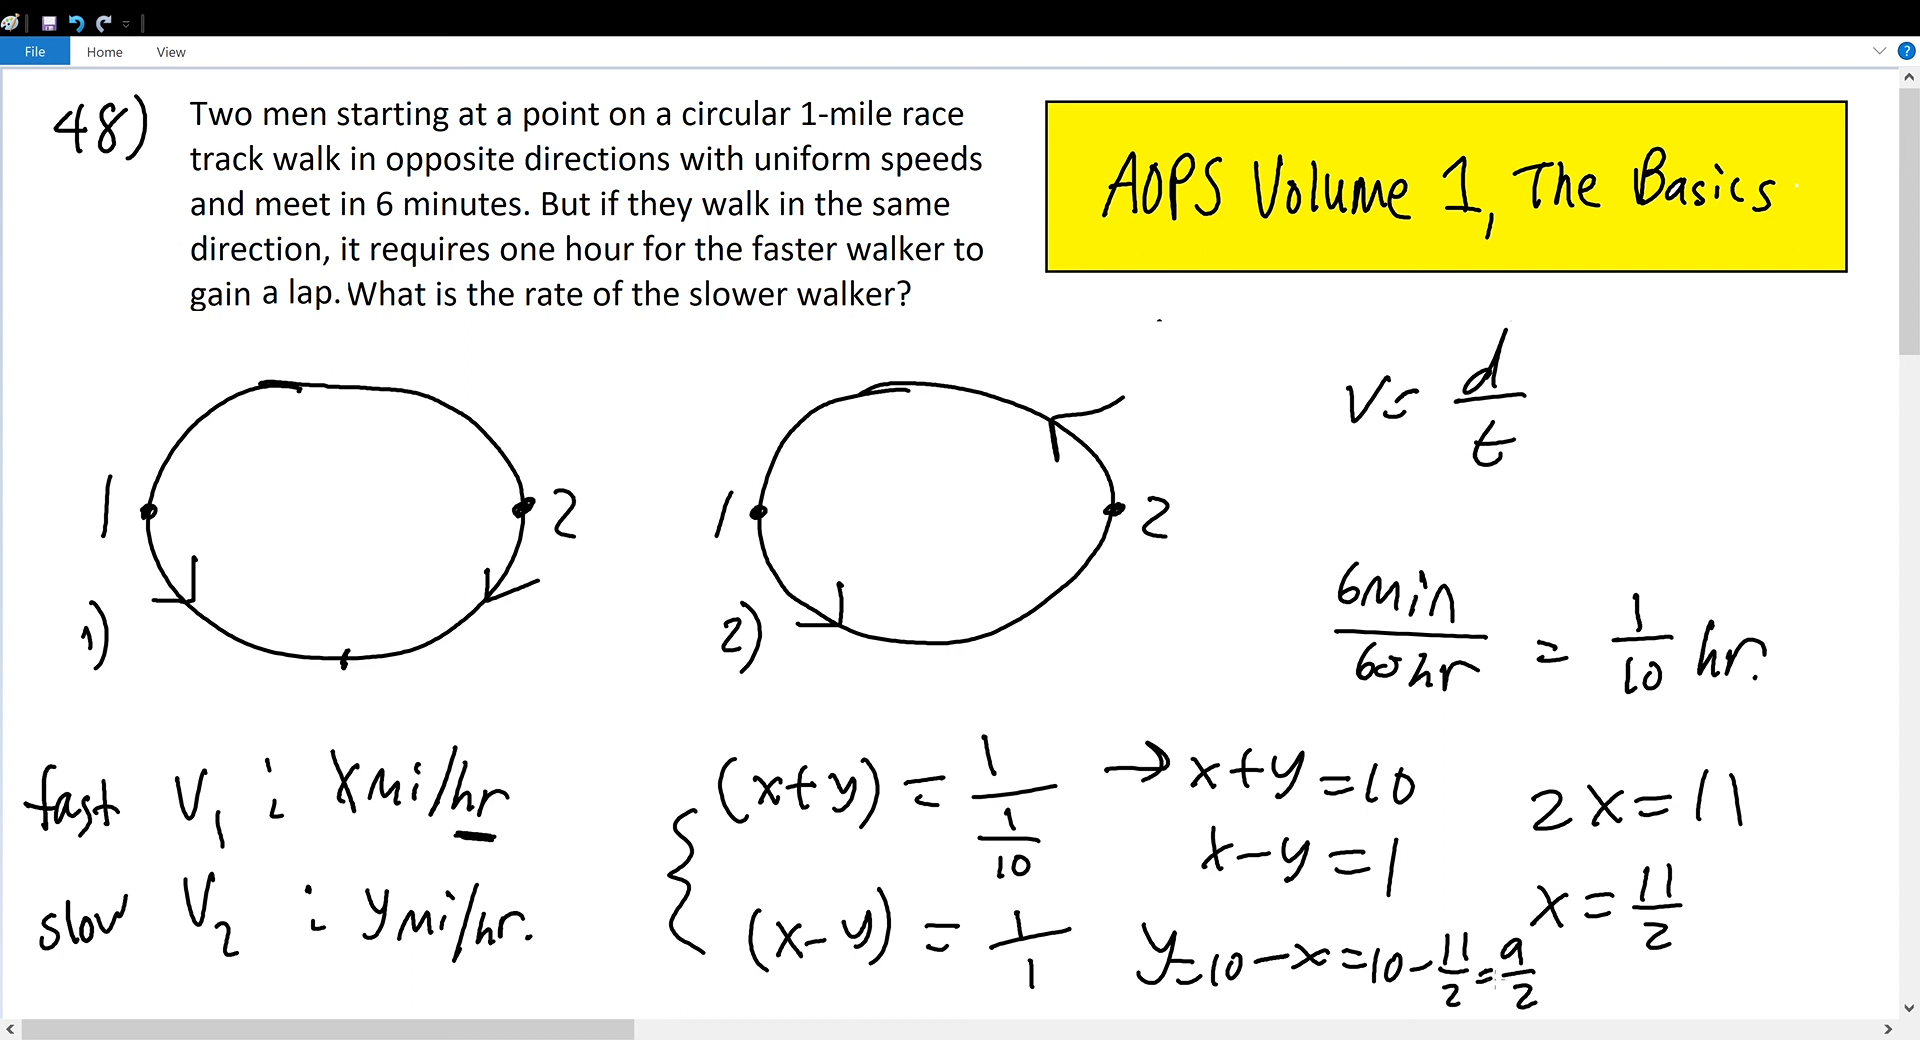 File Home View
48)
Two men starting at a point on a circular 1-mile race
track walk in opposite directions with uniform speeds
and meet in 6 minutes. But if they walk in the same
direction, it requires one hour for the faster walker to
gain a lap. What is the rate of the slower walker?
AOPS Volume 1, The Basics
v = d/t
1 2
1)
1 2
2)
6min/60hr = 1/10 hr.
fast V₁ : x mi/hr
slow V₂ : y mi/hr.
(x+y) = 1/(1/10) → x+y=10
(x-y) = 1/1
x-y=1
2x=11
x=11/2
y=10-x=10-11/2=9/2